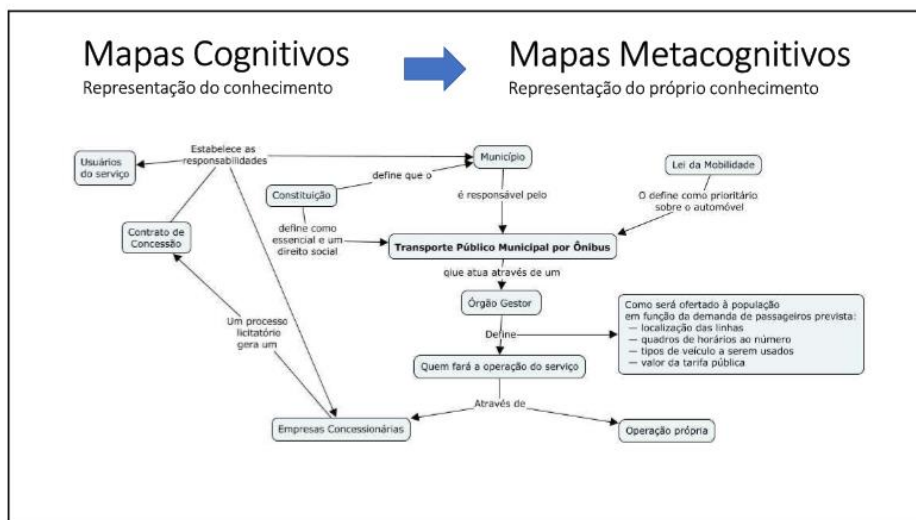 Mapas Cognitivos
Representação do conhecimento
Mapas Metacognitivos
Representação do próprio conhecimento
Usuários
do serviço
Estabelece as
responsabilidades
Município
Lei da Mobilidade
define que o
Constituição
é responsável pelo
O define como prioritário
sobre o automóvel
Contrato de
Concessão
define como
essencial e um
direito social
Transporte Público Municipal por Ônibus
qiue atua através de um
Órgão Gestor
Como será ofertado à população
em função da demanda de passageiros prevista:
— localização das linhas
— quadros de horários ao número
— tipos de veículo a serem usados
— valor da tarifa pública
Um processo
licitatório
gera um
Define
Quem fará a operação do serviço
Através de
Empresas Concessionárias
Operação própria